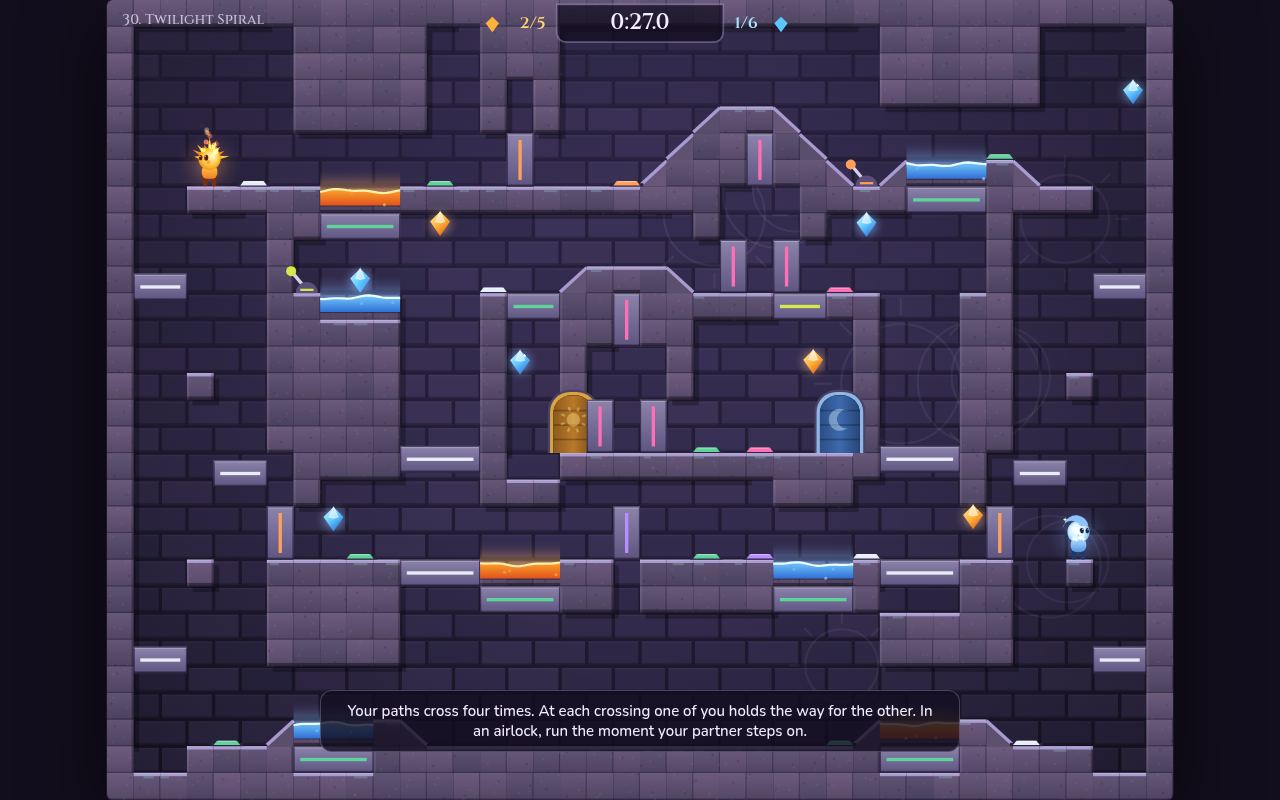 30. Twilight Spiral
2/5
0:27.0
1/6
Your paths cross four times. At each crossing one of you holds the way for the other. In
an airlock, run the moment your partner steps on.